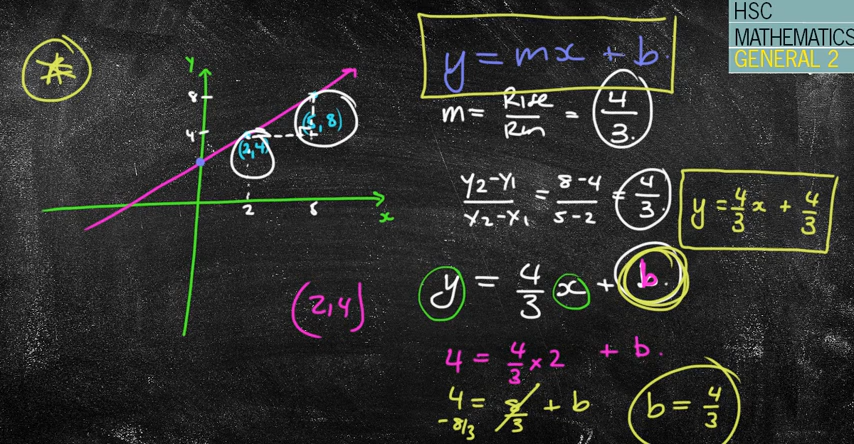 HSC
MATHEMATICS
GENERAL 2
y = mx + b
m = Rise/Run = 4/3
(y2-y1)/(x2-x1) = (8-4)/(5-2) = 4/3
y = 4/3 x + 4/3
y = 4/3 x + b
4 = 4/3 × 2 + b
4 = 8/3 + b
-8/3
b = 4/3
y
8
4
(2,4)
(5,8)
2
5
x
(2,4)